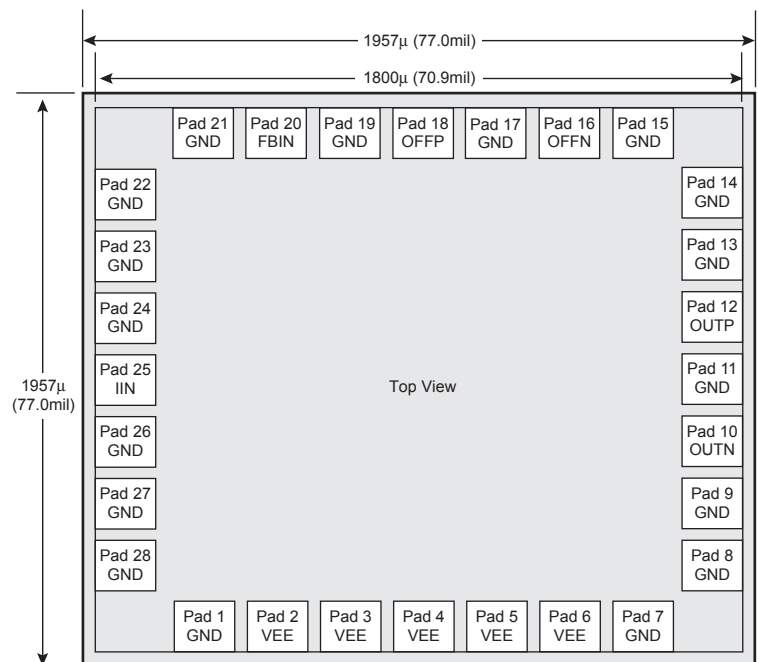 1957μ (77.0mil)
1800μ (70.9mil)
Pad 21
GND
Pad 20
FBIN
Pad 19
GND
Pad 18
OFFP
Pad 17
GND
Pad 16
OFFN
Pad 15
GND
Pad 22
GND
Pad 23
GND
Pad 24
GND
Pad 25
IIN
Pad 26
GND
Pad 27
GND
Pad 28
GND
1957μ
(77.0mil)
Top View
Pad 14
GND
Pad 13
GND
Pad 12
OUTP
Pad 11
GND
Pad 10
OUTN
Pad 9
GND
Pad 8
GND
Pad 1
GND
Pad 2
VEE
Pad 3
VEE
Pad 4
VEE
Pad 5
VEE
Pad 6
VEE
Pad 7
GND